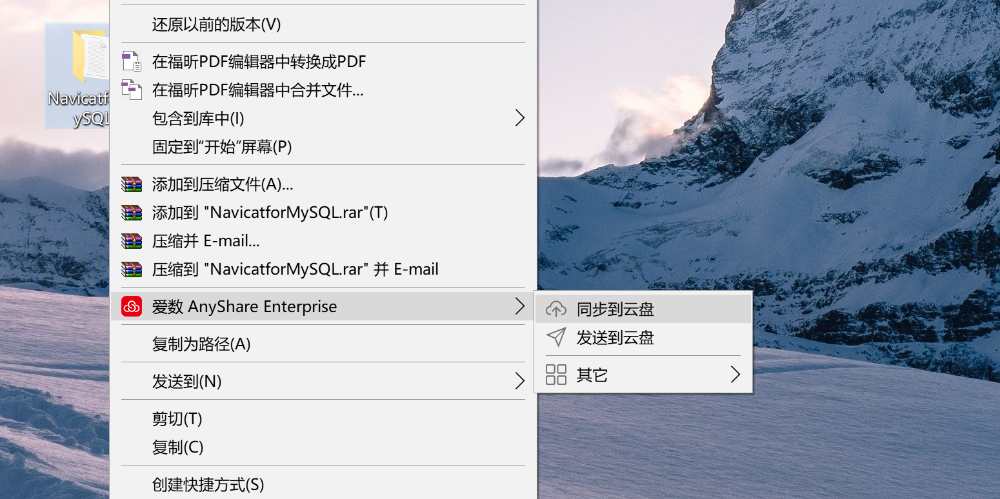 还原以前的版本(V)
在福昕PDF编辑器中转换成PDF
Navicatf
ySQL
在福昕PDF编辑器中合并文件...
包含到库中(I)
固定到“开始”屏幕(P)
添加到压缩文件(A)...
添加到 "NavicatforMySQL.rar"(T)
压缩并 E-mail...
压缩到 "NavicatforMySQL.rar" 并 E-mail
爱数 AnyShare Enterprise
同步到云盘
发送到云盘
其它
复制为路径(A)
发送到(N)
剪切(T)
复制(C)
创建快捷方式(S)